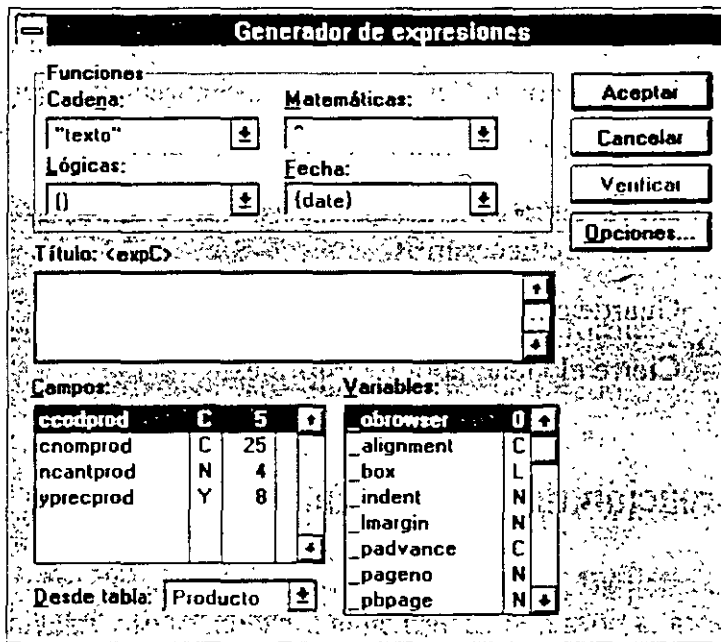 Generador de expresiones
Funciones
Cadena: Matemáticas:
"texto" ^
Lógicas: Fecha:
() {date}
Aceptar
Cancelar
Verificar
Opciones...
Título: <expC>
Campos:
ccodprod C 5
cnomprod C 25
ncantprod N 4
yprecprod Y 8
Desde tabla: Producto
Variables:
_obrowser O
_alignment C
_box L
_indent N
_lmargin N
_padvance C
_pageno N
_pbpage N